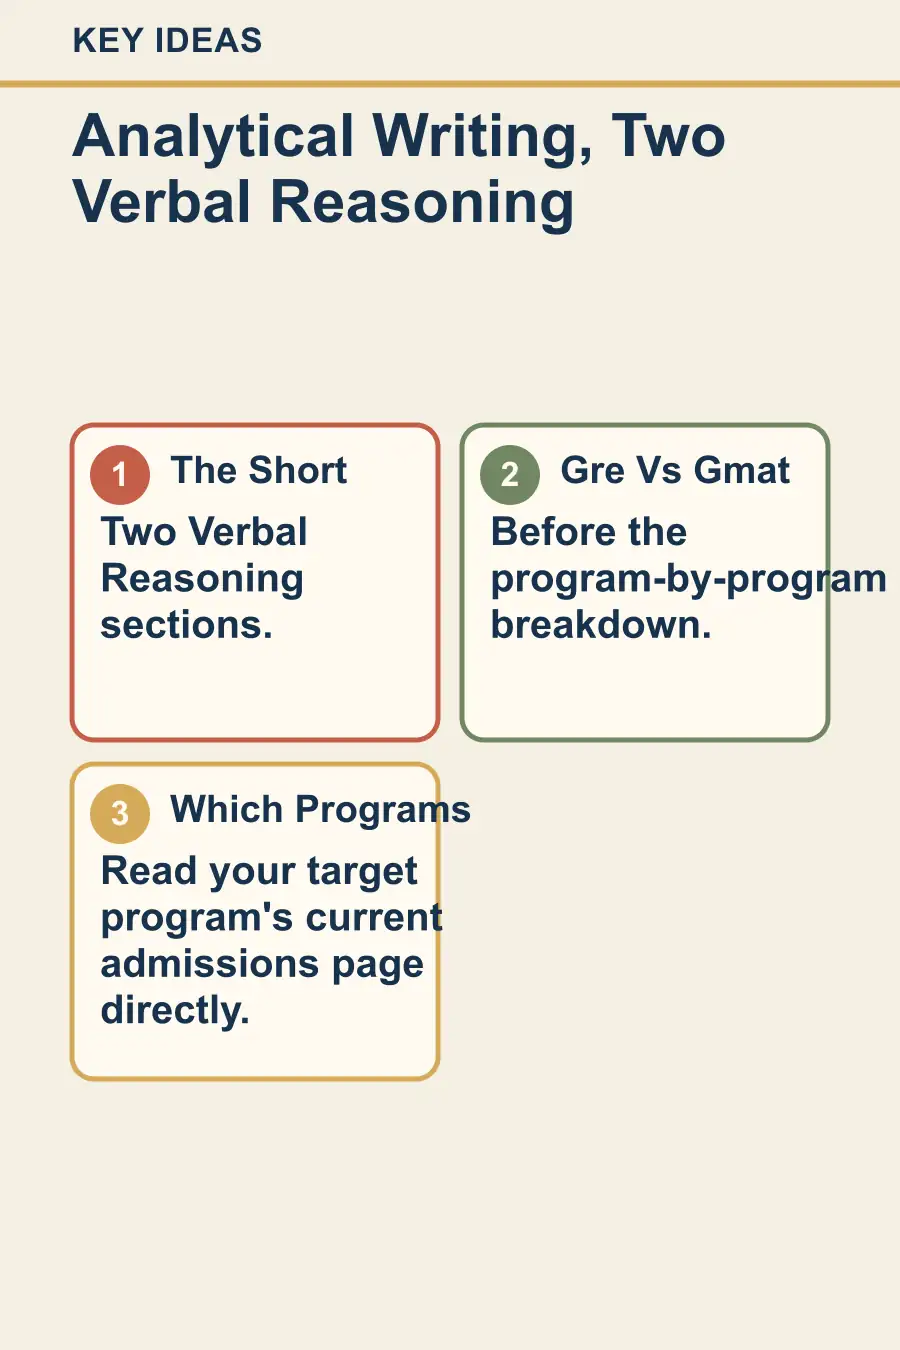 KEY IDEAS
Analytical Writing, Two
Verbal Reasoning
1 The Short
Two Verbal
Reasoning
sections.
2 Gre Vs Gmat
Before the
program-by-program
breakdown.
3 Which Programs
Read your target
program's current
admissions page
directly.